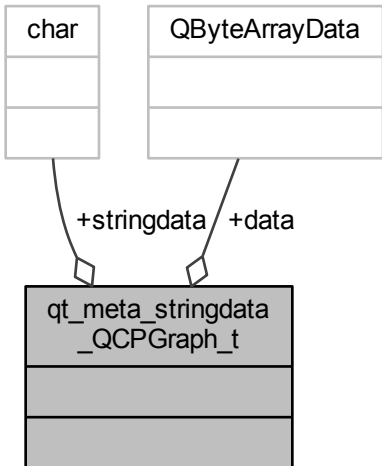 char
QByteArrayData
+stringdata
+data
qt_meta_stringdata
_QCPGraph_t